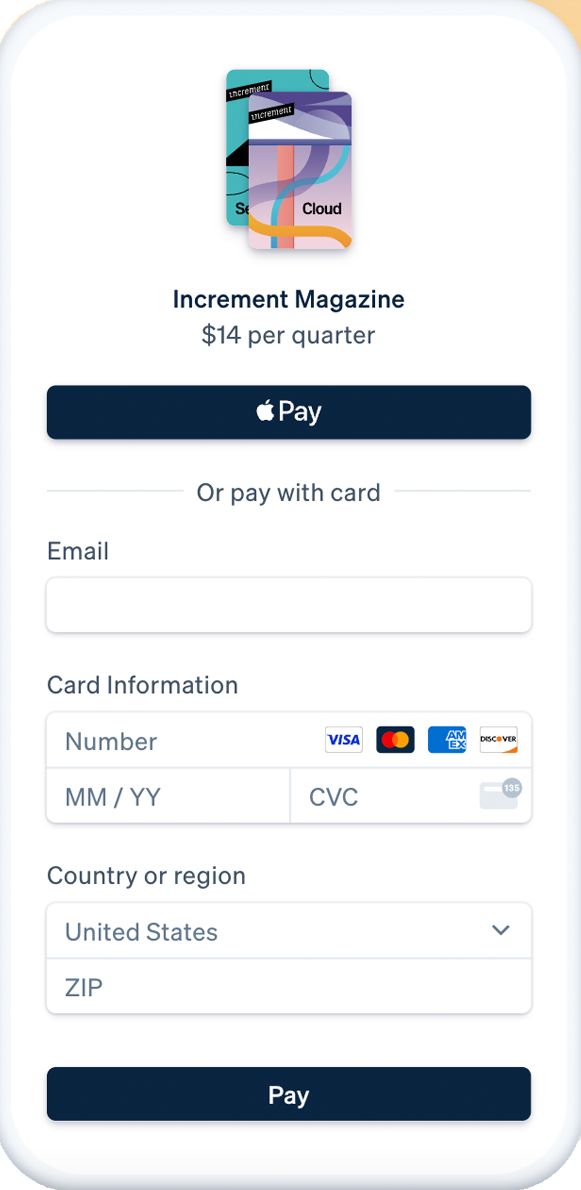 increment
increment
Se
Cloud
Increment Magazine
$14 per quarter
Pay
Or pay with card
Email
Card Information
Number VISA AM EX DISCOVER
MM / YY CVC 135
Country or region
United States
ZIP
Pay